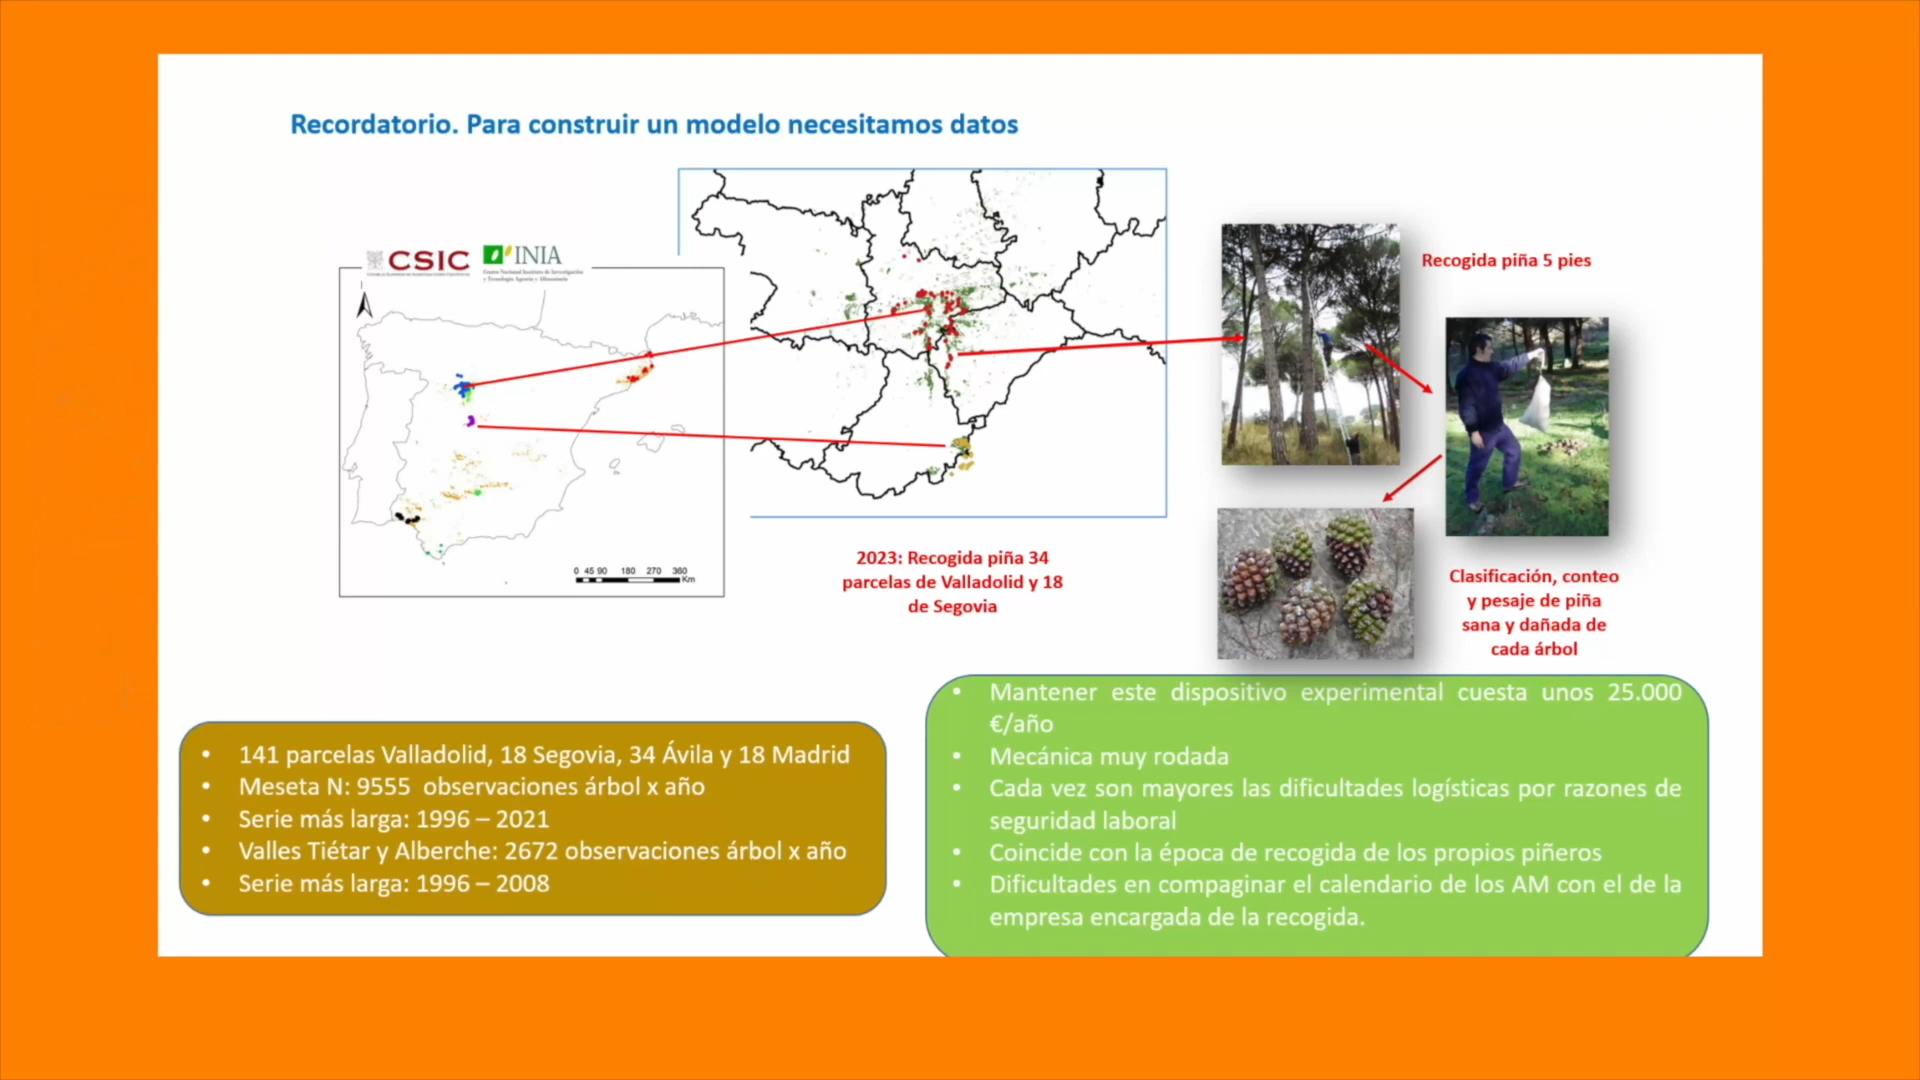 Recordatorio. Para construir un modelo necesitamos datos
CSIC
INIA
0 45 90 180 270 360
Km
2023: Recogida piña 34
parcelas de Valladolid y 18
de Segovia
Recogida piña 5 pies
Clasificación, conteo
y pesaje de piña
sana y dañada de
cada árbol
• 141 parcelas Valladolid, 18 Segovia, 34 Ávila y 18 Madrid
• Meseta N: 9555 observaciones árbol x año
• Serie más larga: 1996 – 2021
• Valles Tiétar y Alberche: 2672 observaciones árbol x año
• Serie más larga: 1996 – 2008
• Mantener este dispositivo experimental cuesta unos 25.000
€/año
• Mecánica muy rodada
• Cada vez son mayores las dificultades logísticas por razones de
seguridad laboral
• Coincide con la época de recogida de los propios piñeros
• Dificultades en compaginar el calendario de los AM con el de la
empresa encargada de la recogida.